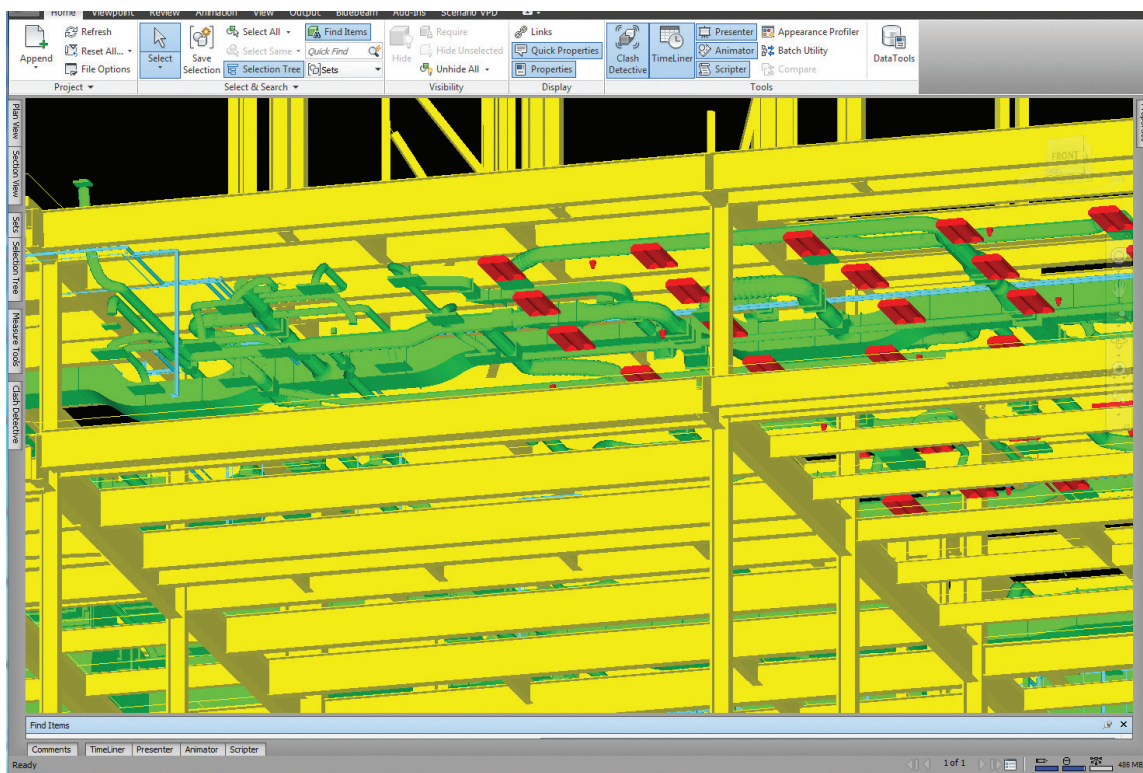 Home Viewpoint Review Animation View Output Bluebeam Add-Ins Scenario VPD
Append
Refresh
Reset All...
File Options
Project
Select
Save Selection
Select All
Select Same
Selection Tree
Find Items
Quick Find
Sets
Select & Search
Hide
Require
Hide Unselected
Unhide All
Visibility
Links
Quick Properties
Properties
Display
Clash Detective
TimeLiner
Presenter
Animator
Scripter
Appearance Profiler
Batch Utility
Compare
Tools
DataTools
Plan View
Section View
Sets
Selection Tree
Measure Tools
Clash Detective
FRONT
Find Items
Comments TimeLiner Presenter Animator Scripter
Ready
1 of 1
486 MB